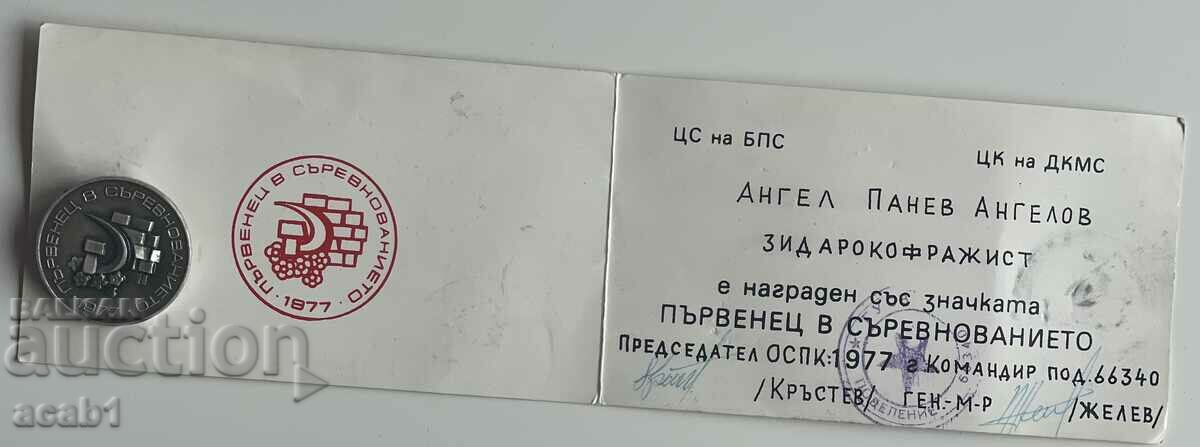 ПЪРВЕНЕЦ В СЪРЕВНОВАНИЕТО
1977
ПЪРВЕНЕЦ В СЪРЕВНОВАНИЕТО
· 1977 ·
ЦС на БПС
ЦК на ДКМС
АНГЕЛ ПАНЕВ АНГЕЛОВ
ЗИДАРОКОФРАЖИСТ
е награден със значката
ПЪРВЕНЕЦ В СЪРЕВНОВАНИЕТО
ПРЕДСЕДАТЕЛ ОСПК: 1977 г КОМАНДИР ПОД. 66340
/КРЪСТЕВ/ ГЕН.-М-Р /ЖЕЛЕВ/
BANGALO
auction
acab1